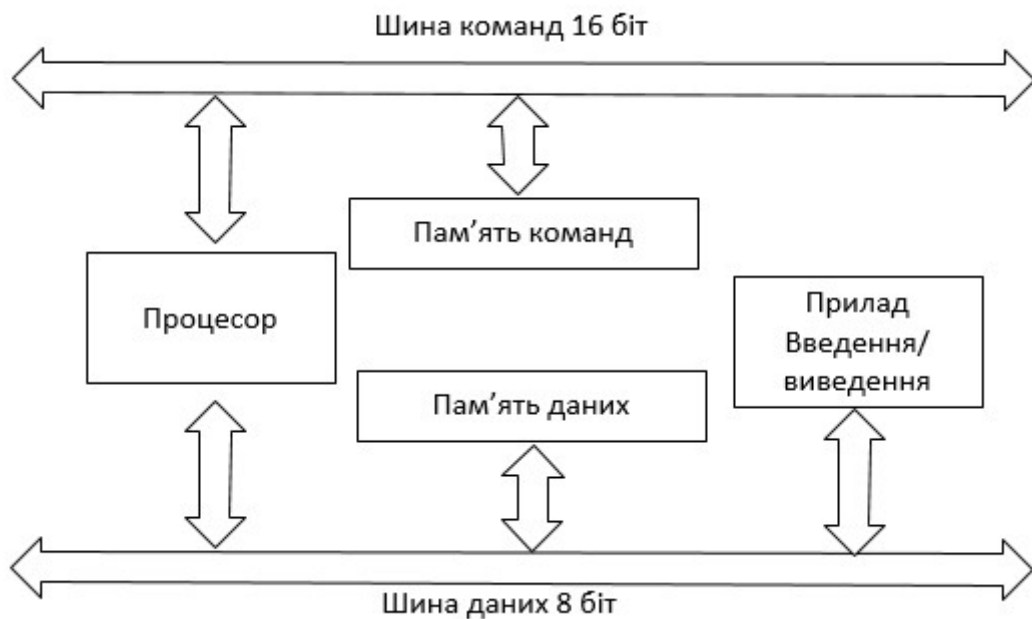 Шина команд 16 біт
Пам’ять команд
Процесор
Прилад
Введення/
виведення
Пам’ять даних
Шина даних 8 біт